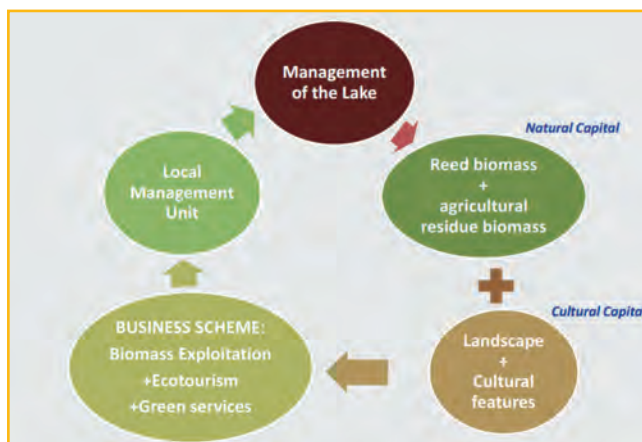 Management
of the Lake
Natural Capital
Reed biomass
+
agricultural
residue biomass
Cultural Capital
Landscape
+
Cultural
features
BUSINESS SCHEME:
Biomass Exploitation
+Ecotourism
+Green services
Local
Management
Unit